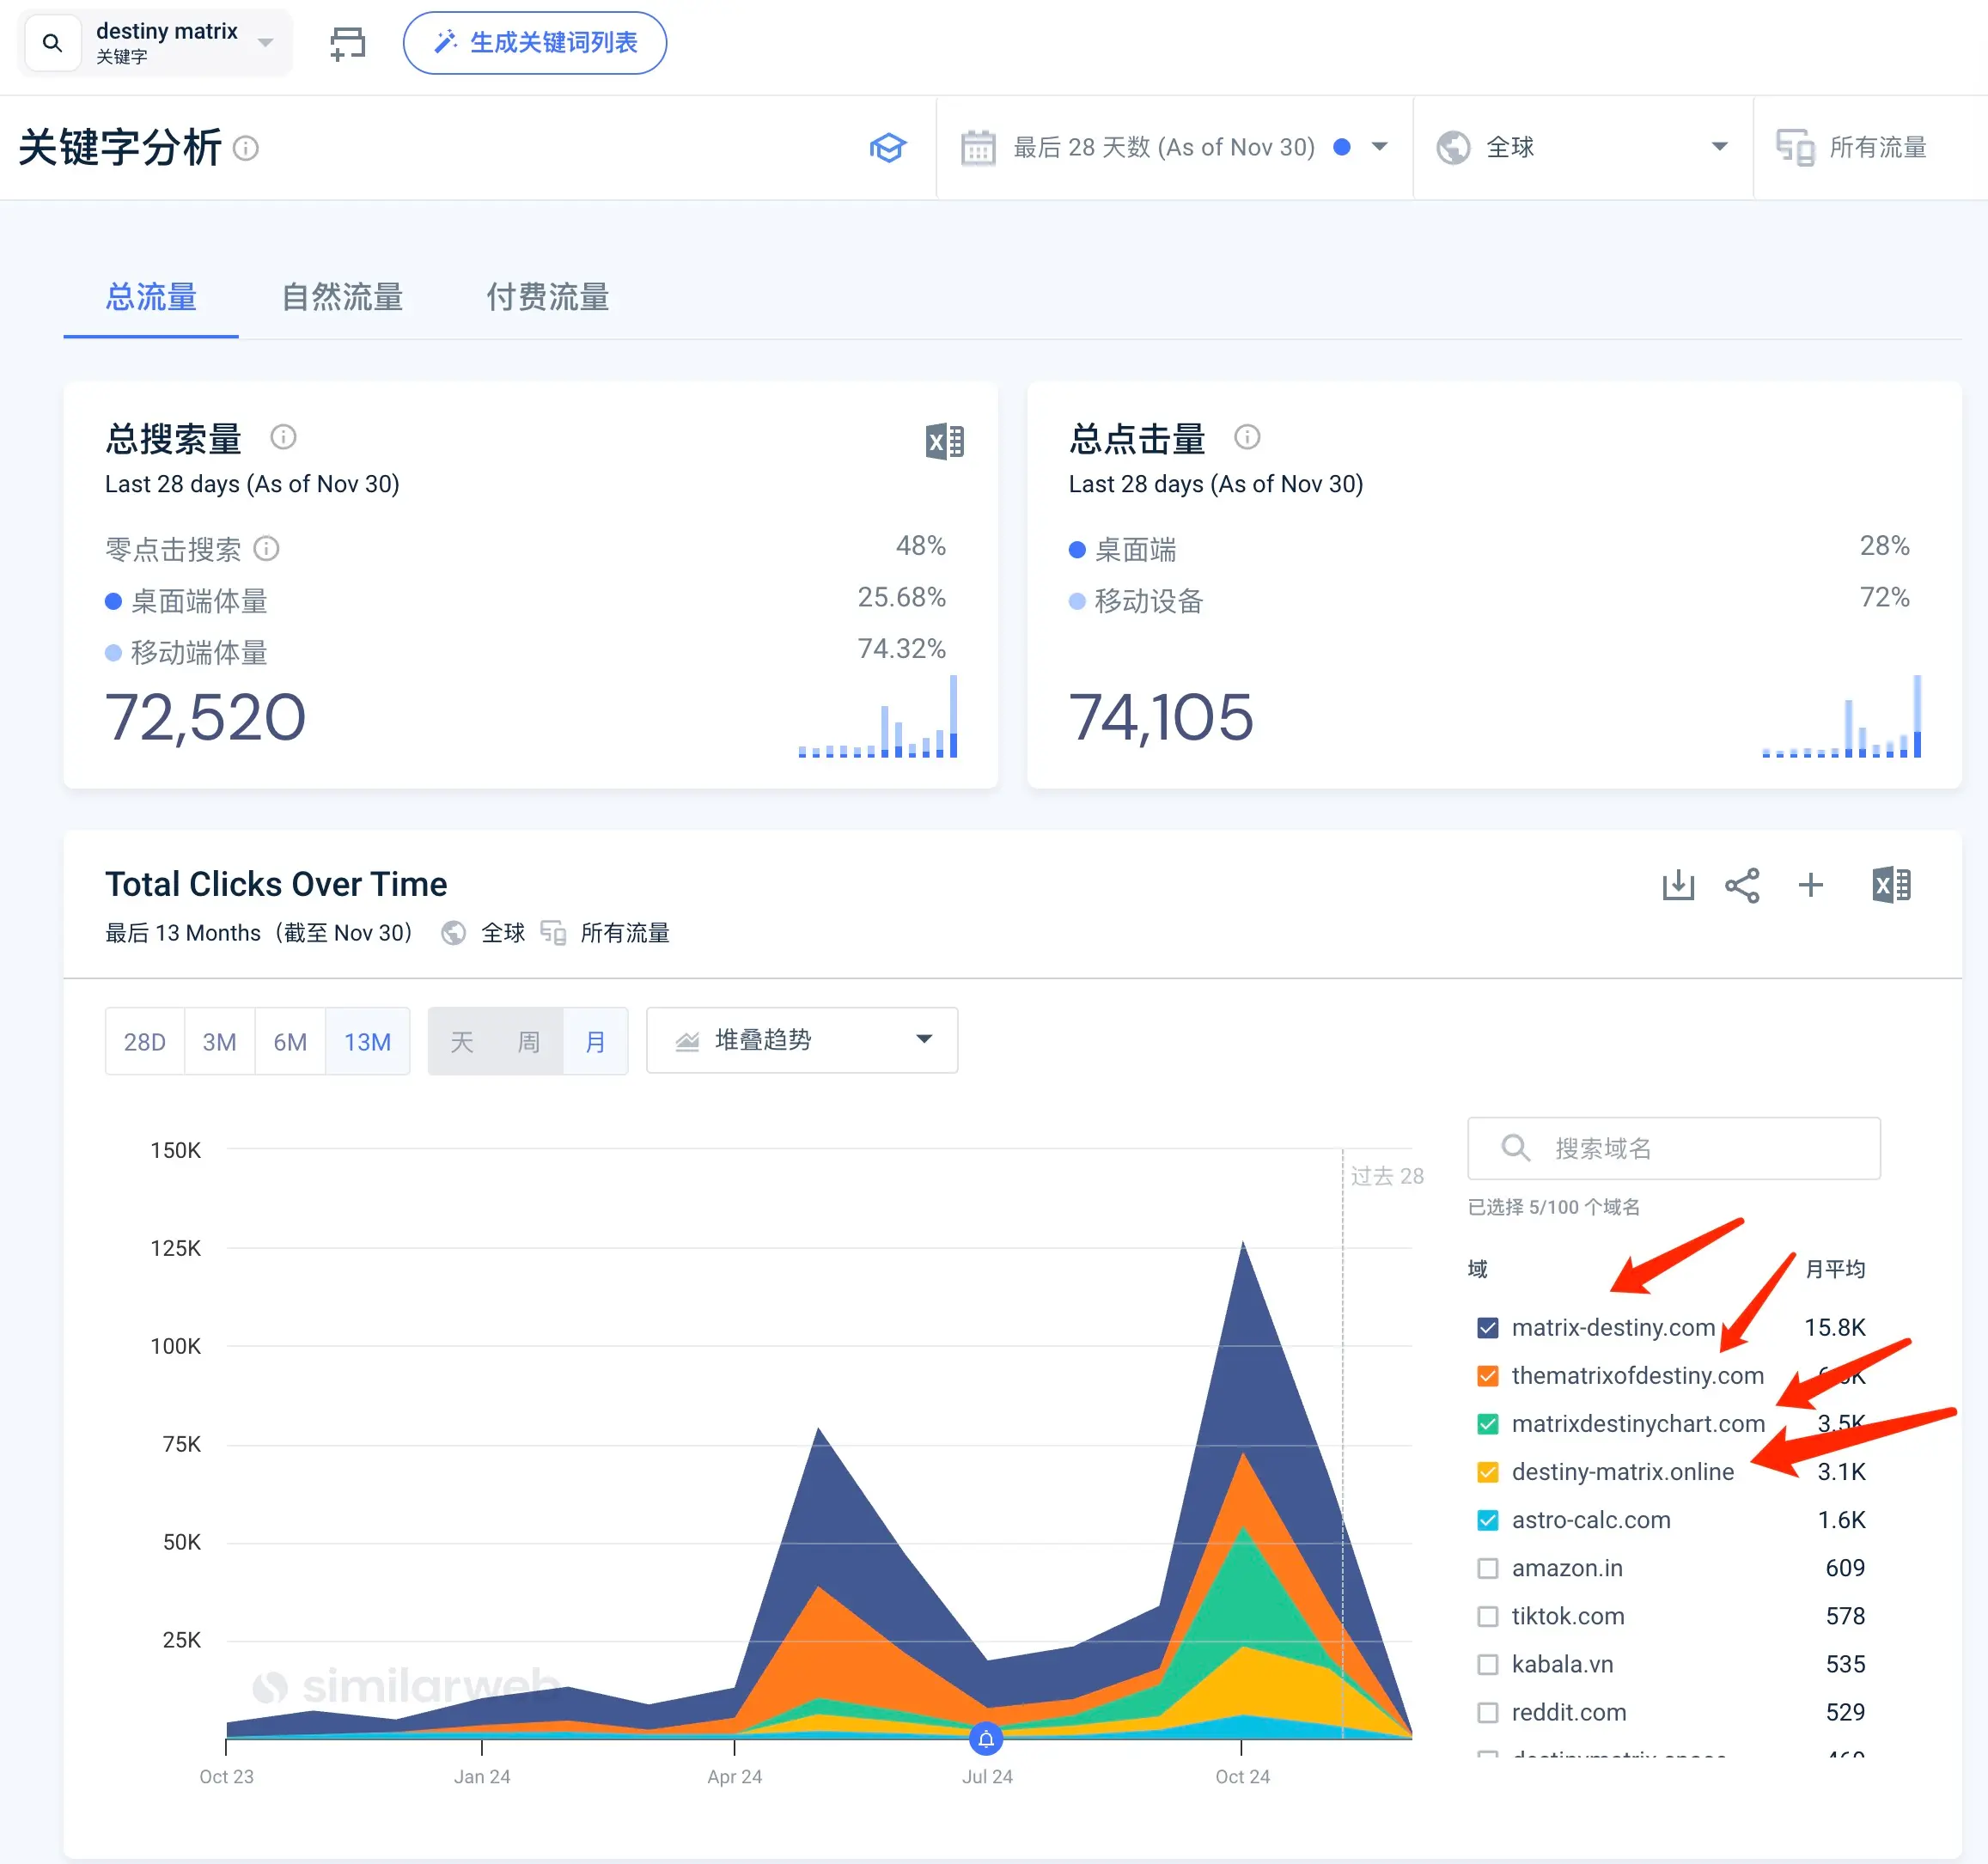 destiny matrix
关键字
生成关键词列表
关键字分析
最后 28 天数 (As of Nov 30)
全球
所有流量
总流量
自然流量
付费流量
总搜索量
Last 28 days (As of Nov 30)
零点击搜索
48%
桌面端体量
25.68%
移动端体量
74.32%
72,520
总点击量
Last 28 days (As of Nov 30)
桌面端
28%
移动设备
72%
74,105
Total Clicks Over Time
最后 13 Months（截至 Nov 30）
全球
所有流量
28D
3M
6M
13M
天
周
月
堆叠趋势
150K
125K
100K
75K
50K
25K
过去 28
similarweb
Oct 23
Jan 24
Apr 24
Jul 24
Oct 24
搜索域名
已选择 5/100 个域名
域
月平均
matrix-destiny.com
15.8K
thematrixofdestiny.com
matrixdestinychart.com
3.5K
destiny-matrix.online
3.1K
astro-calc.com
1.6K
amazon.in
609
tiktok.com
578
kabala.vn
535
reddit.com
529